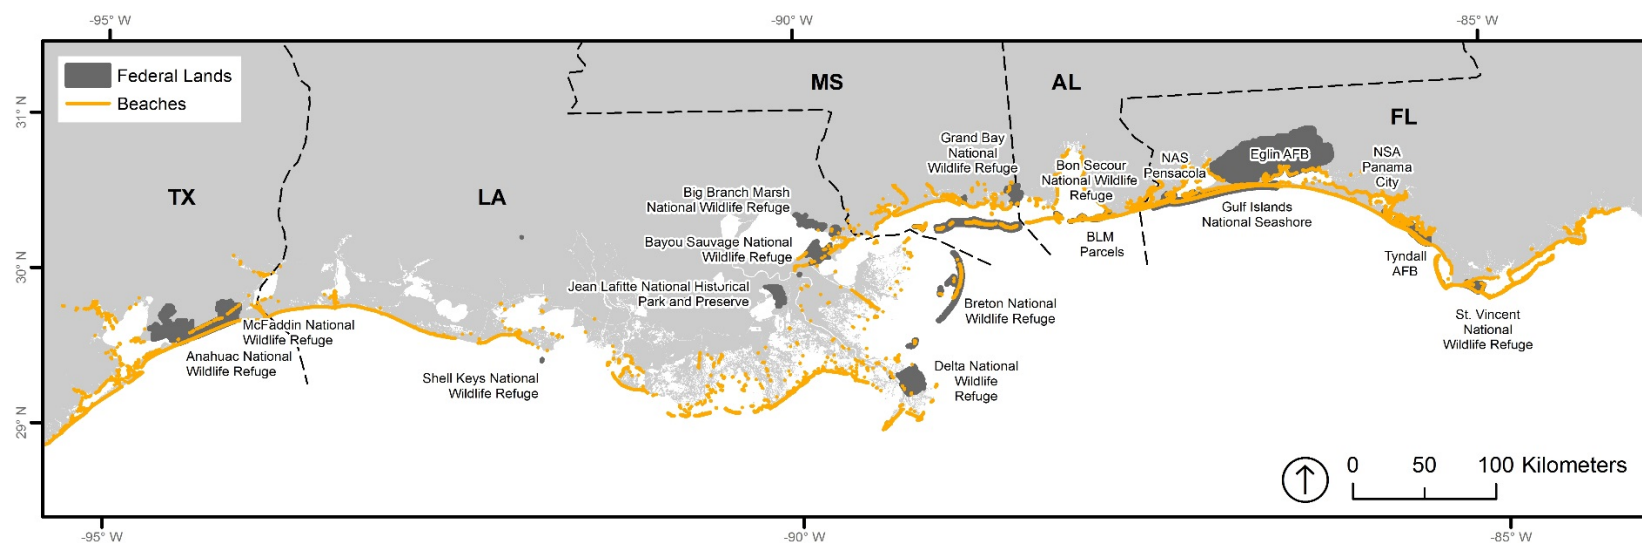 -95° W
-90° W
-85° W
Federal Lands
Beaches
31° N
30° N
29° N
TX
LA
MS
AL
FL
McFaddin National
Wildlife Refuge
Anahuac National
Wildlife Refuge
Shell Keys National
Wildlife Refuge
Big Branch Marsh
National Wildlife Refuge
Bayou Sauvage National
Wildlife Refuge
Jean Lafitte National Historical
Park and Preserve
Grand Bay
National
Wildlife Refuge
Bon Secour
National Wildlife
Refuge
BLM
Parcels
Breton National
Wildlife Refuge
Delta National
Wildlife
Refuge
NAS
Pensacola
Eglin AFB
NSA
Panama
City
Gulf Islands
National Seashore
Tyndall
AFB
St. Vincent
National
Wildlife Refuge
0 50 100 Kilometers
-95° W
-90° W
-85° W